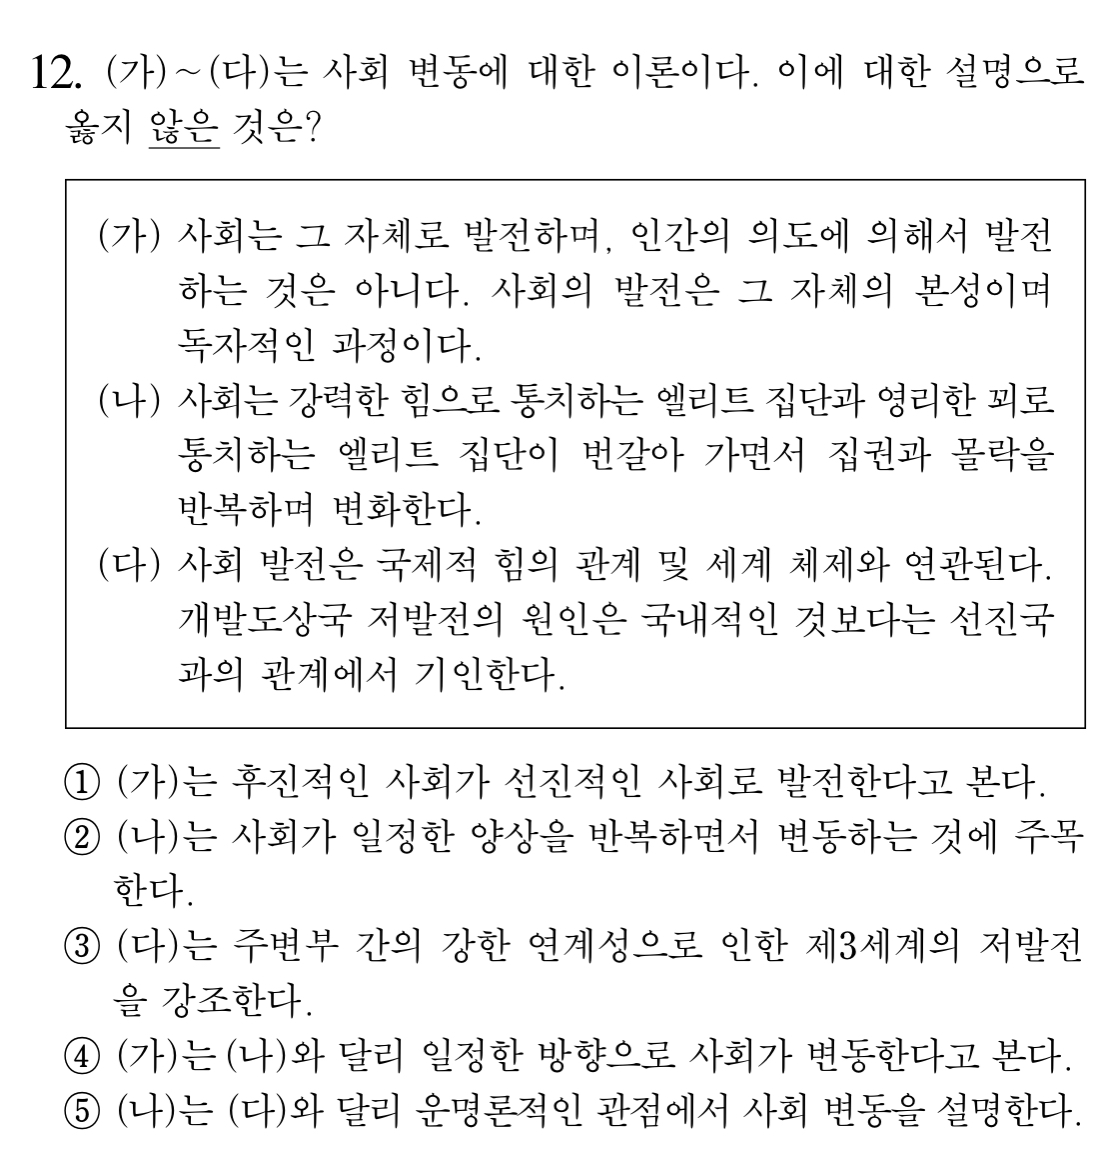 12. (가)~(다)는 사회 변동에 대한 이론이다. 이에 대한 설명으로
옳지 않은 것은?
(가) 사회는 그 자체로 발전하며, 인간의 의도에 의해서 발전
하는 것은 아니다. 사회의 발전은 그 자체의 본성이며
독자적인 과정이다.
(나) 사회는 강력한 힘으로 통치하는 엘리트 집단과 영리한 꾀로
통치하는 엘리트 집단이 번갈아 가면서 집권과 몰락을
반복하며 변화한다.
(다) 사회 발전은 국제적 힘의 관계 및 세계 체제와 연관된다.
개발도상국 저발전의 원인은 국내적인 것보다는 선진국
과의 관계에서 기인한다.
① (가)는 후진적인 사회가 선진적인 사회로 발전한다고 본다.
② (나)는 사회가 일정한 양상을 반복하면서 변동하는 것에 주목
한다.
③ (다)는 주변부 간의 강한 연계성으로 인한 제3세계의 저발전
을 강조한다.
④ (가)는 (나)와 달리 일정한 방향으로 사회가 변동한다고 본다.
⑤ (나)는 (다)와 달리 운명론적인 관점에서 사회 변동을 설명한다.